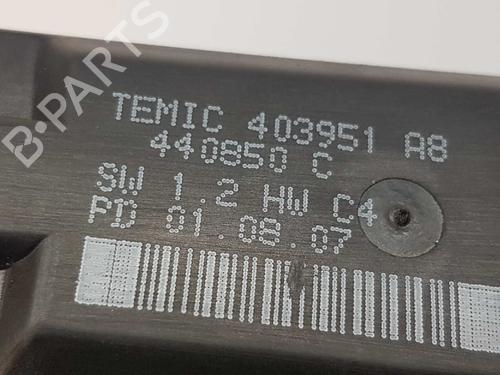 B-PARTS
TEMIC 403951 A8
440850 C
SW 1.2 HW C4
PD 01.08.07